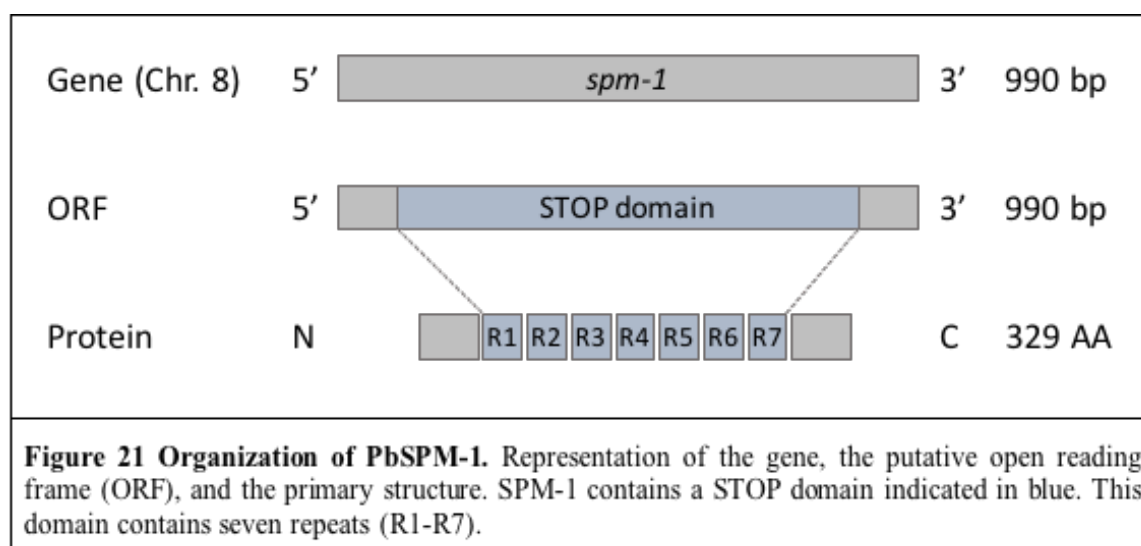 Gene (Chr. 8) 5’ spm-1 3’ 990 bp
ORF 5’ STOP domain 3’ 990 bp
Protein N R1 R2 R3 R4 R5 R6 R7 C 329 AA
Figure 21 Organization of PbSPM-1. Representation of the gene, the putative open reading
frame (ORF), and the primary structure. SPM-1 contains a STOP domain indicated in blue. This
domain contains seven repeats (R1-R7).